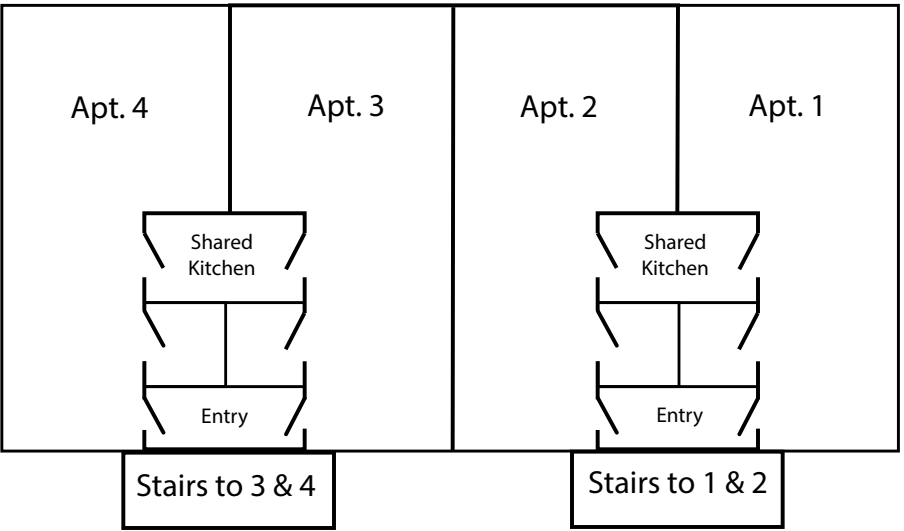 Apt. 4
Apt. 3
Apt. 2
Apt. 1
Shared
Kitchen
Shared
Kitchen
Entry
Entry
Stairs to 3 & 4
Stairs to 1 & 2